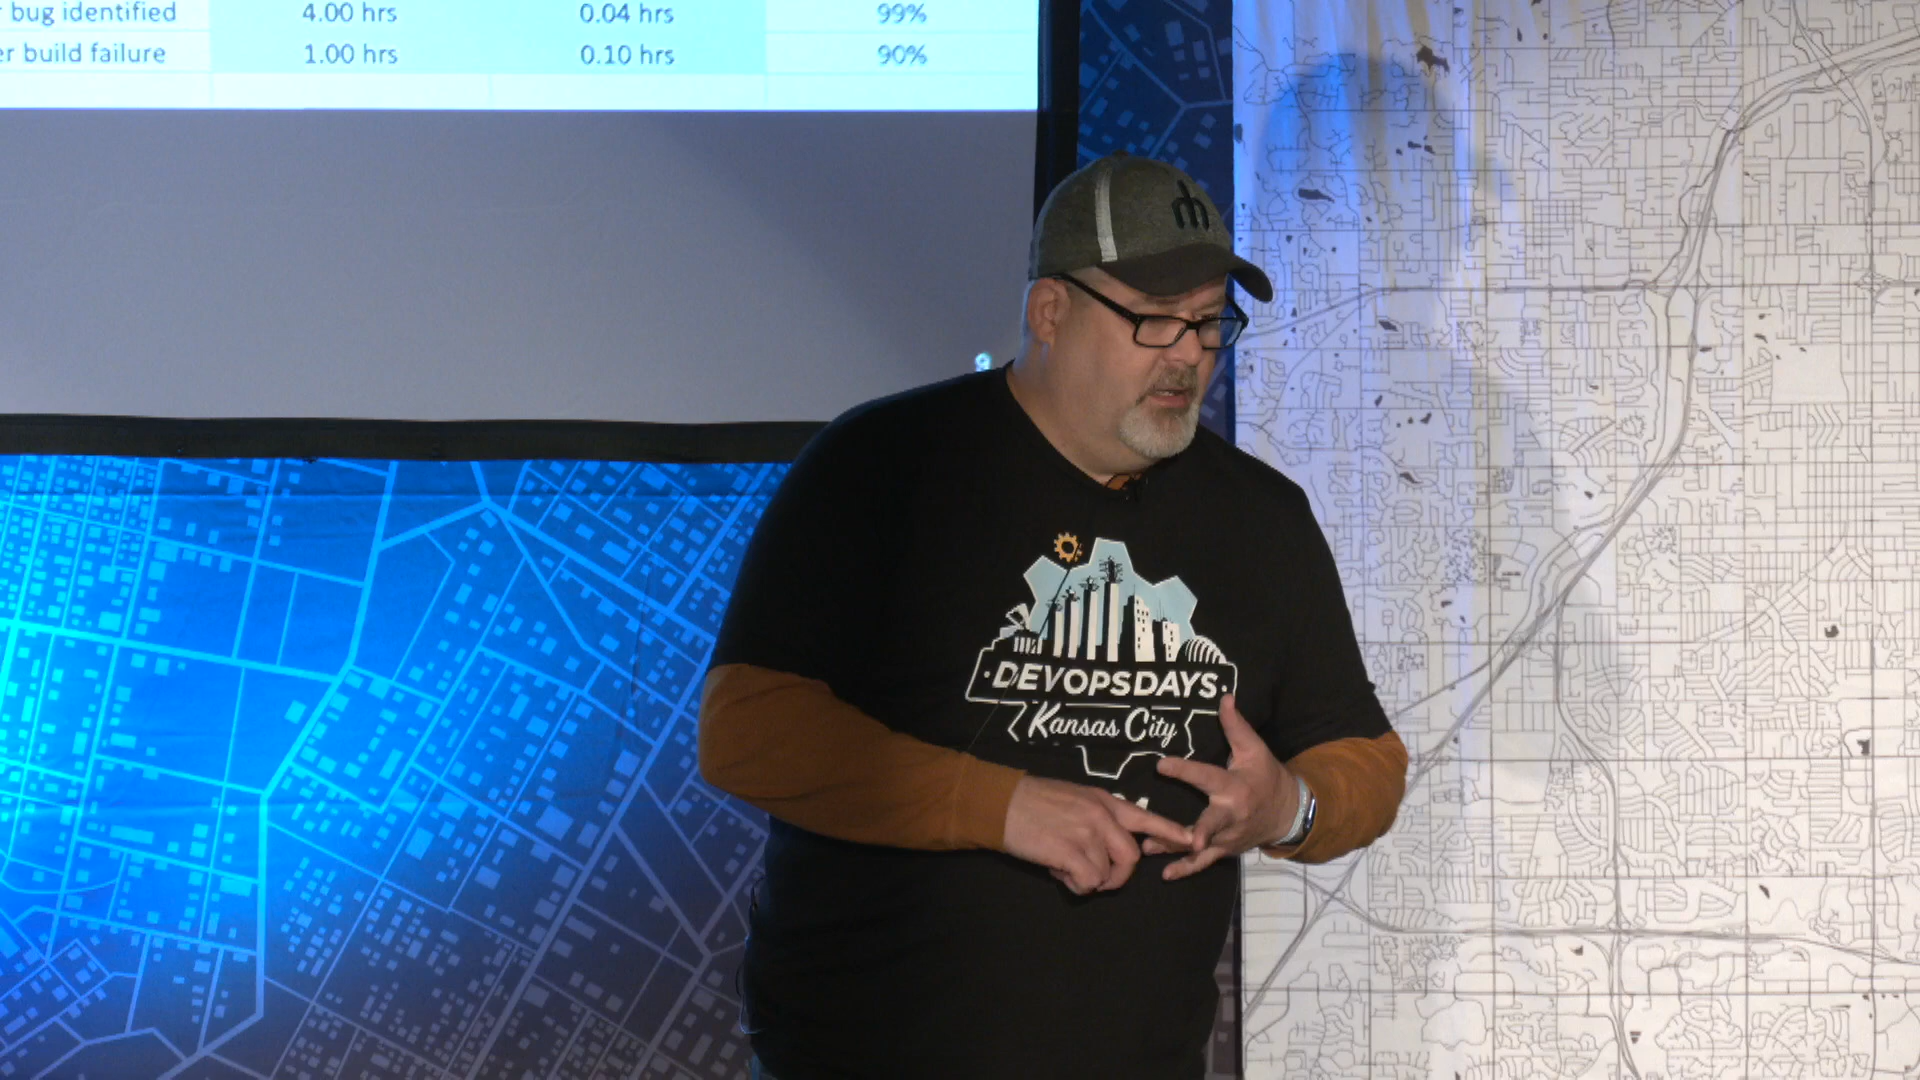 bug identified 4.00 hrs 0.04 hrs 99%
build failure 1.00 hrs 0.10 hrs 90%
·DEVOPSDAYS·
Kansas City